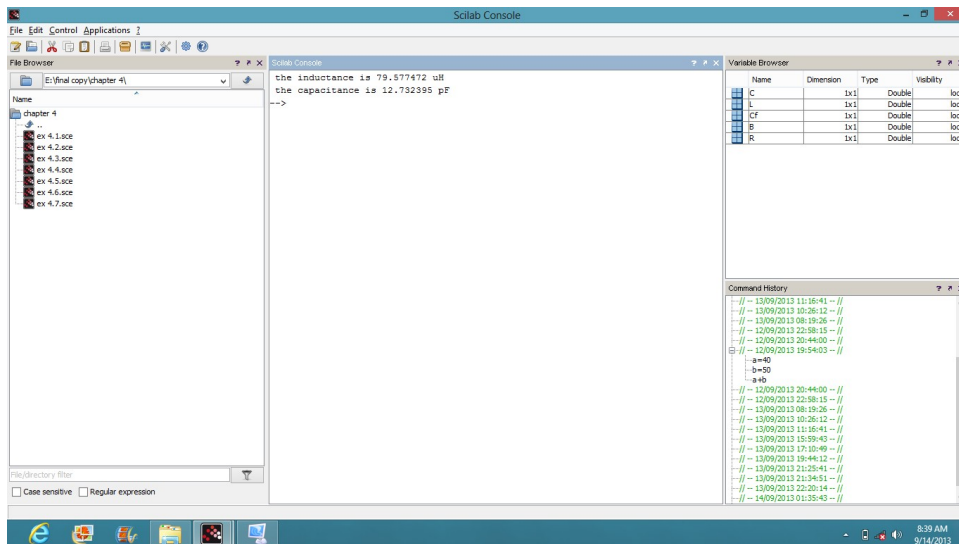 Scilab Console
File Edit Control Applications ?
File Browser
E:\final copy\chapter 4\
Name
chapter 4
..
ex 4.1.sce
ex 4.2.sce
ex 4.3.sce
ex 4.4.sce
ex 4.5.sce
ex 4.6.sce
ex 4.7.sce
File/directory filter
Case sensitive Regular expression
Scilab Console
the inductance is 79.577472 uH
the capacitance is 12.732395 pF
-->
Variable Browser
Name Dimension Type Visibility
C 1x1 Double loc
L 1x1 Double loc
Cf 1x1 Double loc
B 1x1 Double loc
R 1x1 Double loc
Command History
// -- 13/09/2013 11:16:41 -- //
// -- 13/09/2013 10:26:12 -- //
// -- 13/09/2013 08:19:26 -- //
// -- 12/09/2013 22:58:15 -- //
// -- 12/09/2013 20:44:00 -- //
// -- 12/09/2013 19:54:03 -- //
a=40
b=50
a+b
// -- 12/09/2013 20:44:00 -- //
// -- 12/09/2013 22:58:15 -- //
// -- 13/09/2013 08:19:26 -- //
// -- 13/09/2013 10:26:12 -- //
// -- 13/09/2013 11:16:41 -- //
// -- 13/09/2013 15:59:43 -- //
// -- 13/09/2013 17:10:49 -- //
// -- 13/09/2013 19:44:12 -- //
// -- 13/09/2013 21:25:41 -- //
// -- 13/09/2013 21:34:51 -- //
// -- 13/09/2013 22:20:14 -- //
// -- 14/09/2013 01:35:43 -- //
8:39 AM
9/14/2013